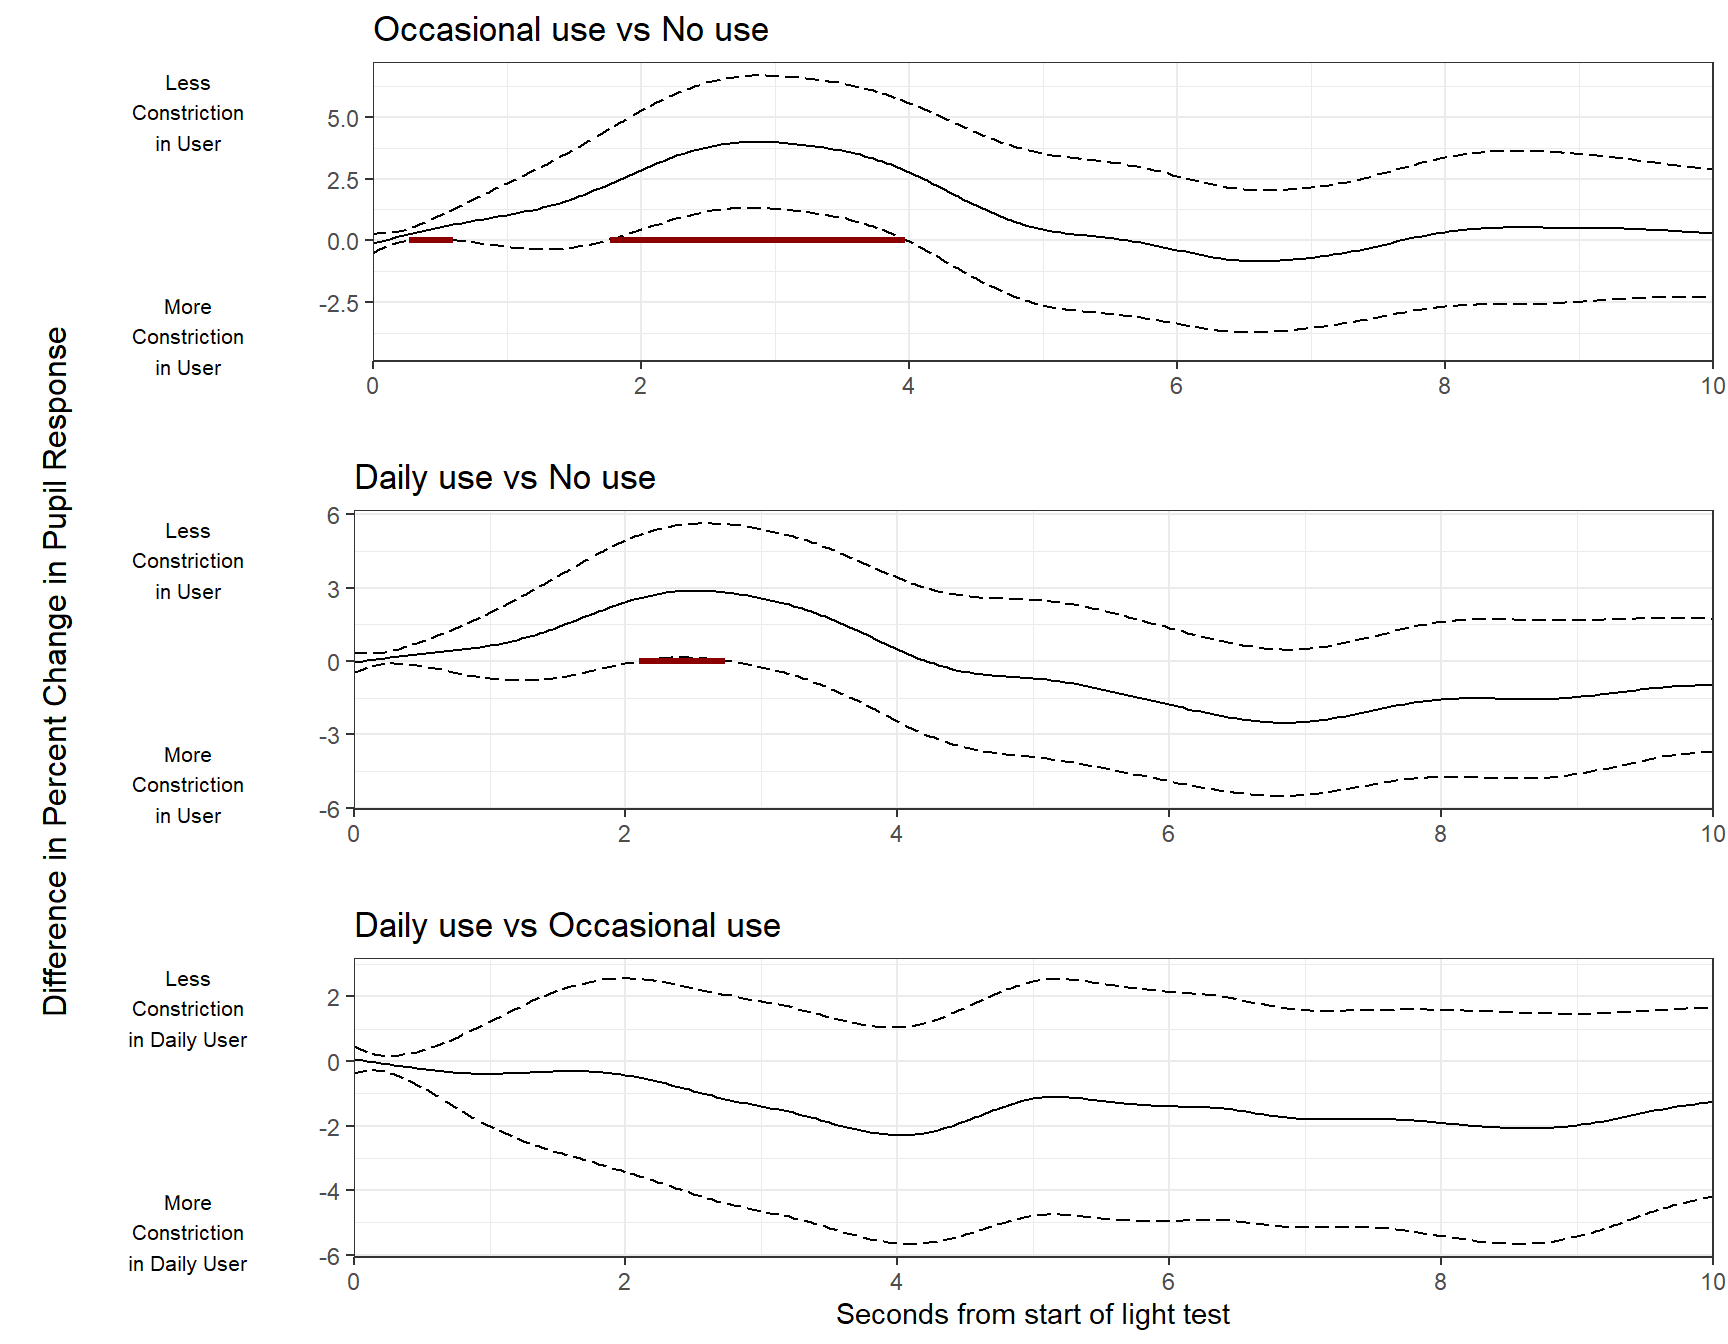 Occasional use vs No use
Less
Constriction
in User
More
Constriction
in User
5.0
2.5
0.0
-2.5
0 2 4 6 8 10
Difference in Percent Change in Pupil Response
Daily use vs No use
Less
Constriction
in User
More
Constriction
in User
6
3
0
-3
-6
0 2 4 6 8 10
Daily use vs Occasional use
Less
Constriction
in Daily User
More
Constriction
in Daily User
2
0
-2
-4
-6
0 2 4 6 8 10
Seconds from start of light test